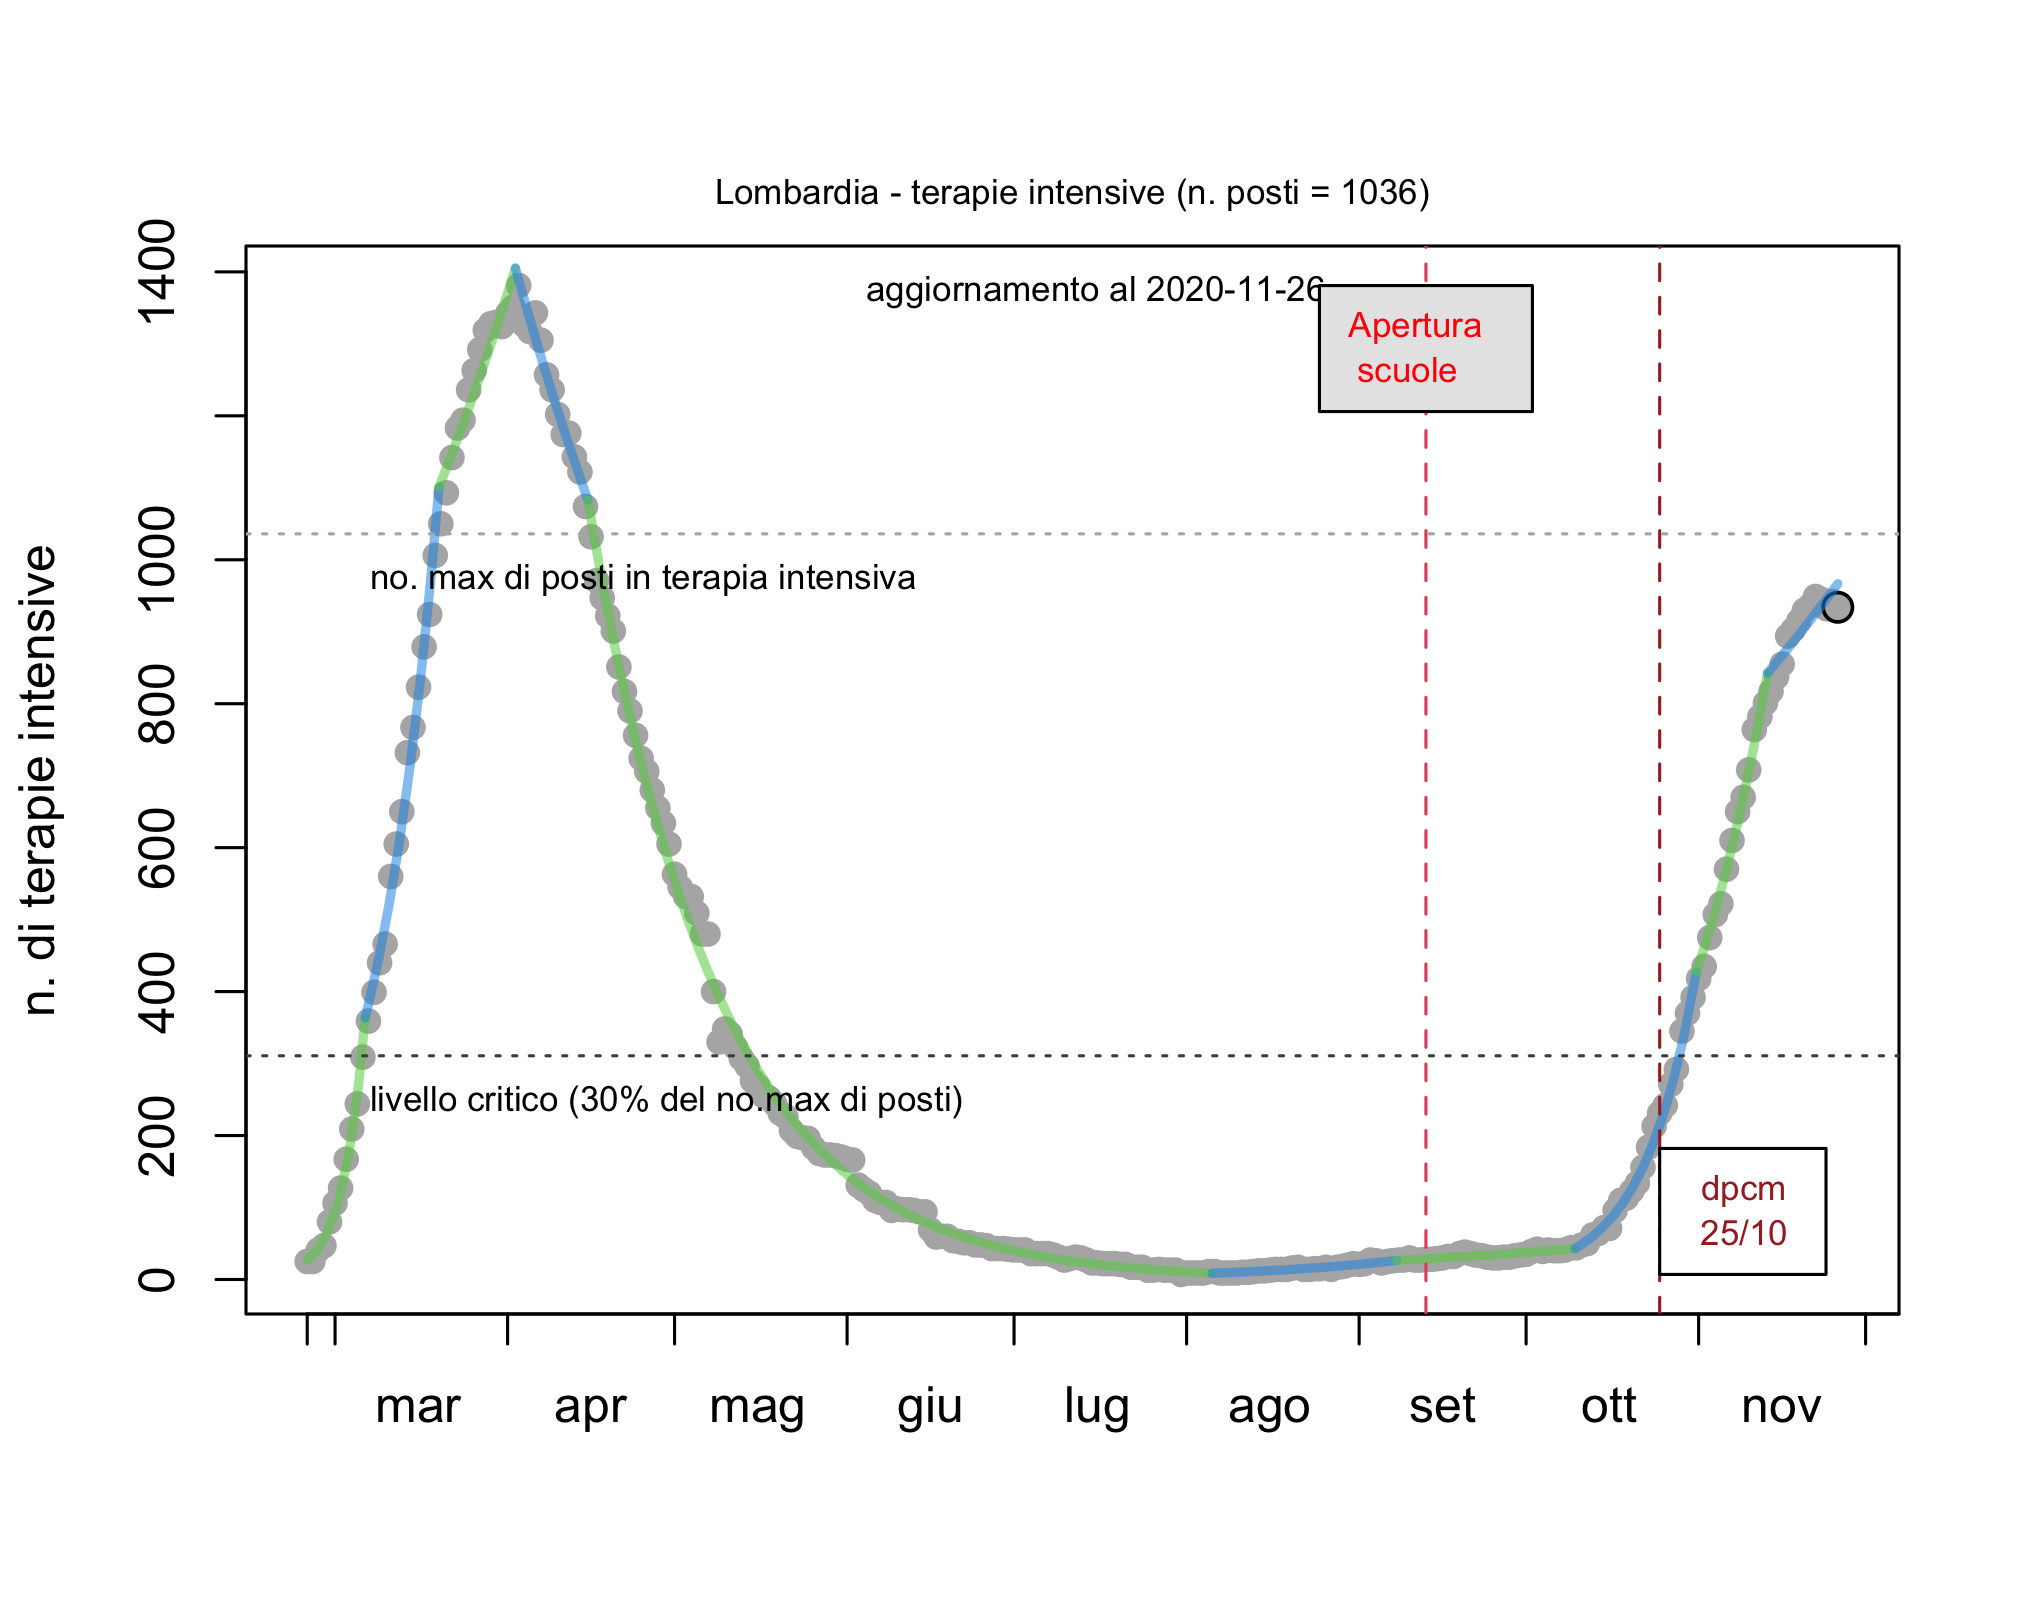 Lombardia - terapie intensive (n. posti = 1036)
aggiornamento al 2020-11-26
Apertura
scuole
n. di terapie intensive
1400
1000
800
600
400
200
0
no. max di posti in terapia intensiva
livello critico (30% del no.max di posti)
dpcm
25/10
mar apr mag giu lug ago set ott nov